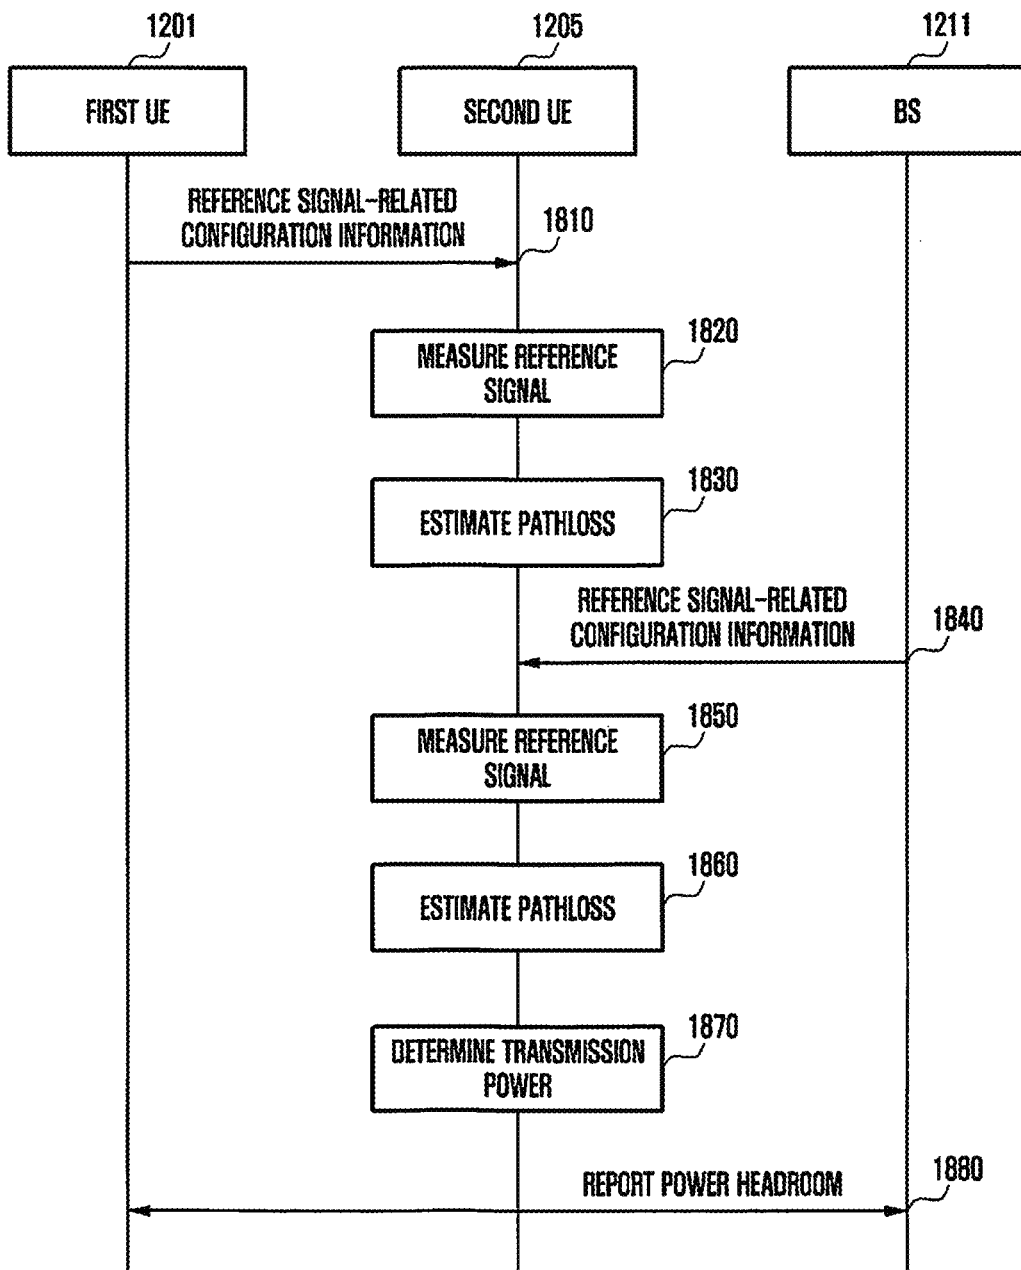 1201
1205
1211
FIRST UE
SECOND UE
BS
REFERENCE SIGNAL-RELATED
CONFIGURATION INFORMATION
1810
1820
MEASURE REFERENCE
SIGNAL
1830
ESTIMATE PATHLOSS
REFERENCE SIGNAL-RELATED
CONFIGURATION INFORMATION
1840
1850
MEASURE REFERENCE
SIGNAL
1860
ESTIMATE PATHLOSS
1870
DETERMINE TRANSMISSION
POWER
REPORT POWER HEADROOM
1880